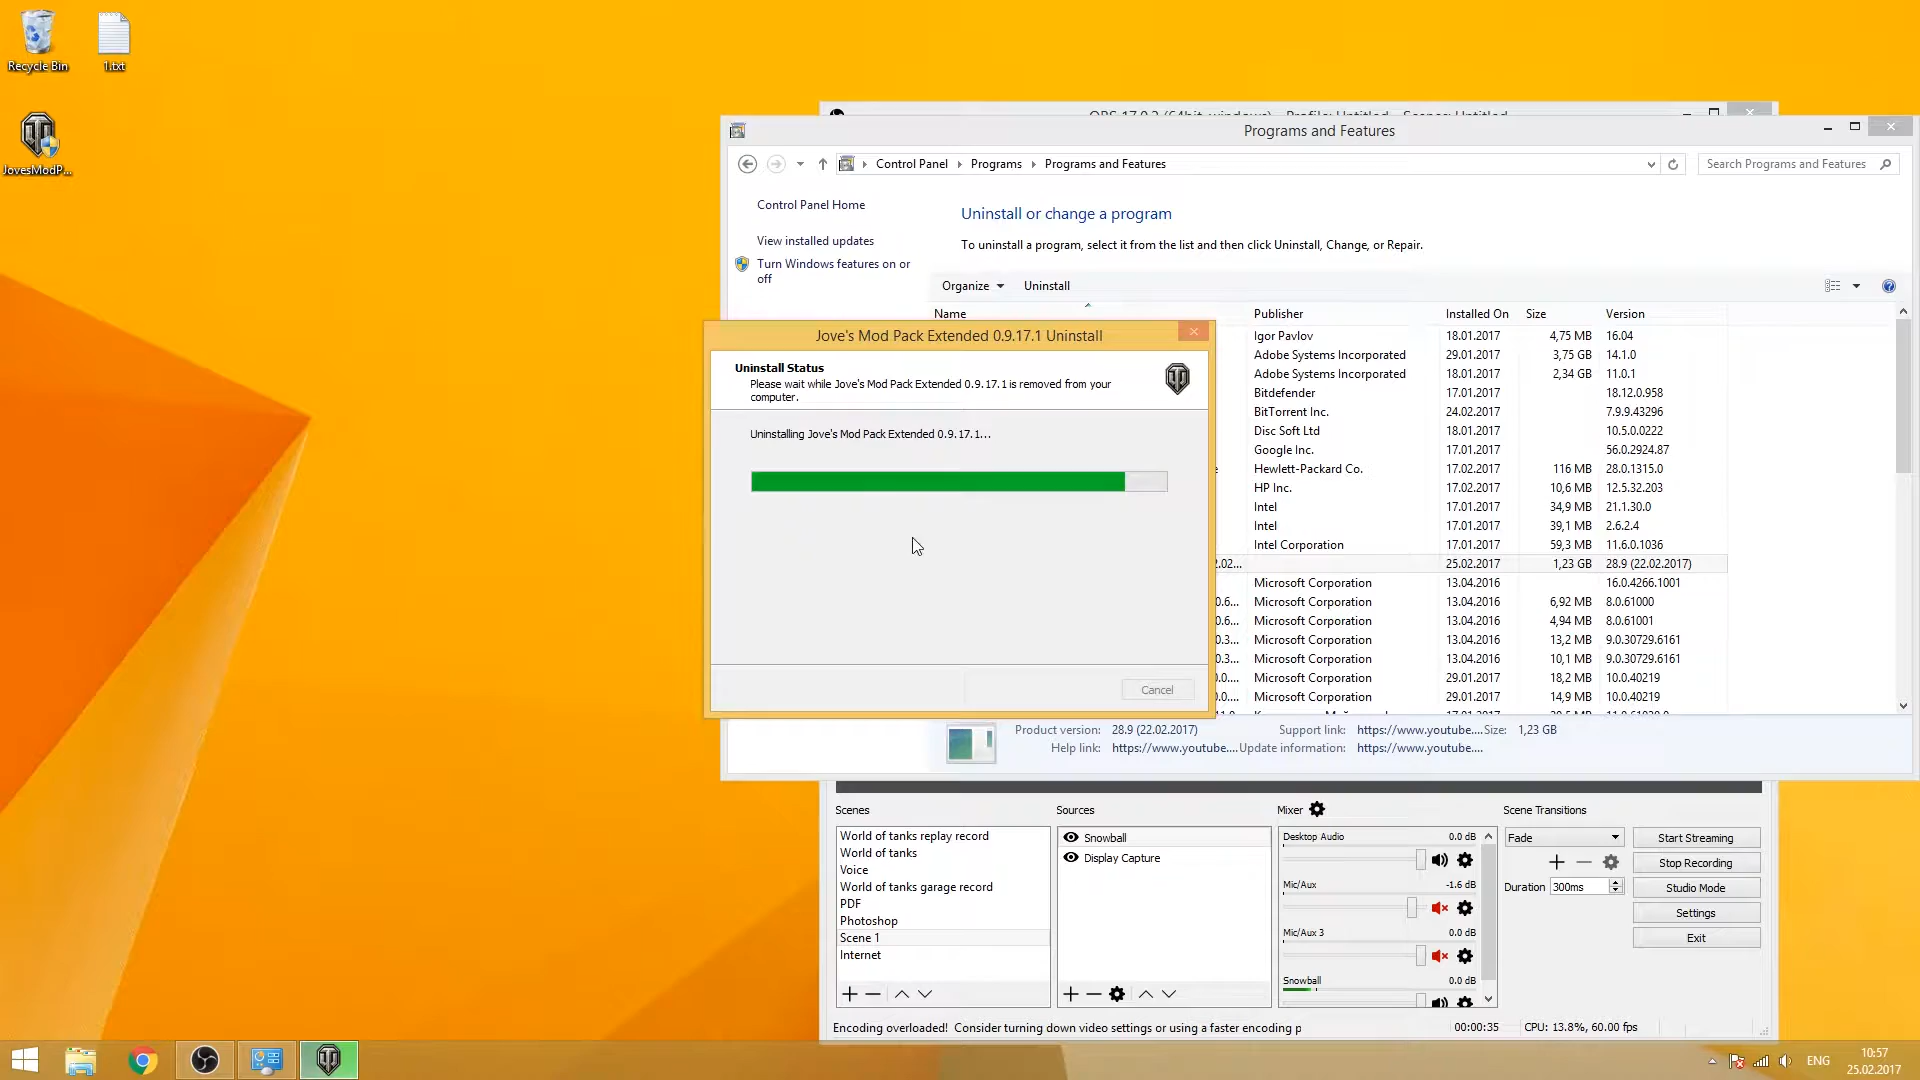 Recycle Bin
1.txt
JovesModP...
Programs and Features
Control Panel
Programs
Programs and Features
Search Programs and Features
Control Panel Home
View installed updates
Turn Windows features on or
off
Uninstall or change a program
To uninstall a program, select it from the list and then click Uninstall, Change, or Repair.
Organize
Uninstall
Name
Publisher
Installed On
Size
Version
Igor Pavlov 18.01.2017 4,75 MB 16.04
Adobe Systems Incorporated 29.01.2017 3,75 GB 14.1.0
Adobe Systems Incorporated 18.01.2017 2,34 GB 11.0.1
Bitdefender 17.01.2017 18.12.0.958
BitTorrent Inc. 24.02.2017 7.9.9.43296
Disc Soft Ltd 18.01.2017 10.5.0.0222
Google Inc. 17.01.2017 56.0.2924.87
Hewlett-Packard Co. 17.02.2017 116 MB 28.0.1315.0
HP Inc. 17.02.2017 10,6 MB 12.5.32.203
Intel 17.01.2017 34,9 MB 21.1.30.0
Intel 17.01.2017 39,1 MB 2.6.2.4
Intel Corporation 17.01.2017 59,3 MB 11.6.0.1036
25.02.2017 1,23 GB 28.9 (22.02.2017)
Microsoft Corporation 13.04.2016 16.0.4266.1001
Microsoft Corporation 13.04.2016 6,92 MB 8.0.61000
Microsoft Corporation 13.04.2016 4,94 MB 8.0.61001
Microsoft Corporation 13.04.2016 13,2 MB 9.0.30729.6161
Microsoft Corporation 13.04.2016 10,1 MB 9.0.30729.6161
Microsoft Corporation 29.01.2017 18,2 MB 10.0.40219
Microsoft Corporation 29.01.2017 14,9 MB 10.0.40219
Product version: 28.9 (22.02.2017) Support link: https://www.youtube.... Size: 1,23 GB
Help link: https://www.youtube.... Update information: https://www.youtube....
Jove's Mod Pack Extended 0.9.17.1 Uninstall
Uninstall Status
Please wait while Jove's Mod Pack Extended 0.9.17.1 is removed from your
computer.
Uninstalling Jove's Mod Pack Extended 0.9.17.1...
Cancel
Scenes
World of tanks replay record
World of tanks
Voice
World of tanks garage record
PDF
Photoshop
Scene 1
Internet
Sources
Snowball
Display Capture
Mixer
Desktop Audio 0.0 dB
Mic/Aux -1.6 dB
Mic/Aux 3 0.0 dB
Snowball 0.0 dB
Scene Transitions
Fade
Duration 300ms
Start Streaming
Stop Recording
Studio Mode
Settings
Exit
Encoding overloaded! Consider turning down video settings or using a faster encoding p
00:00:35
CPU: 13.8%, 60.00 fps
ENG
10:57
25.02.2017